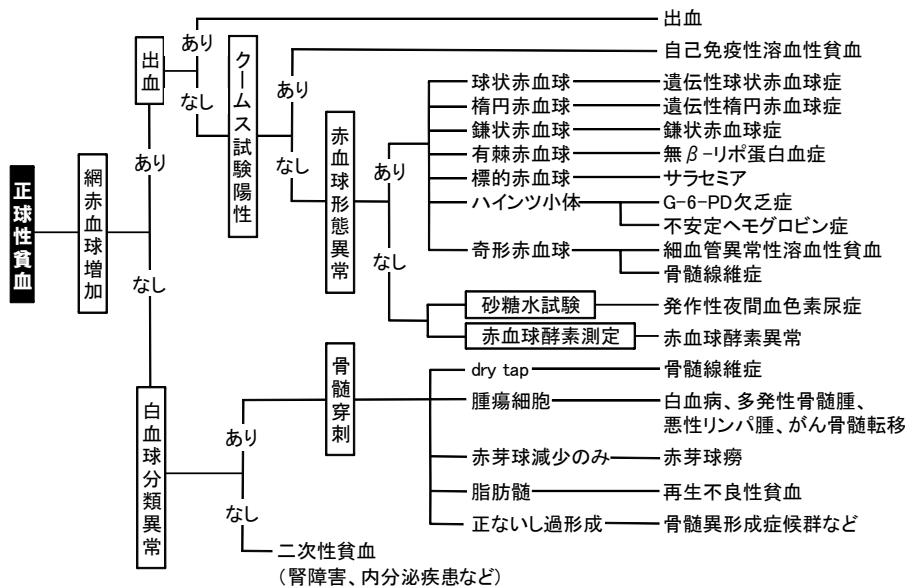 正球性貧血
網赤血球増加
あり
なし
出血
あり
なし
出血
クームス試験陽性
あり
なし
自己免疫性溶血性貧血
赤血球形態異常
あり
なし
球状赤血球 遺伝性球状赤血球症
楕円赤血球 遺伝性楕円赤血球症
鎌状赤血球 鎌状赤血球症
有棘赤血球 無β-リポ蛋白血症
標的赤血球 サラセミア
ハインツ小体 G-6-PD欠乏症
不安定ヘモグロビン症
奇形赤血球 細血管異常性溶血性貧血
骨髄線維症
砂糖水試験 発作性夜間血色素尿症
赤血球酵素測定 赤血球酵素異常
白血球分類異常
あり
なし
骨髄穿刺
dry tap 骨髄線維症
腫瘍細胞 白血病、多発性骨髄腫、
悪性リンパ腫、がん骨髄転移
赤芽球減少のみ 赤芽球癆
脂肪髄 再生不良性貧血
正ないし過形成 骨髄異形成症候群など
二次性貧血
（腎障害、内分泌疾患など）